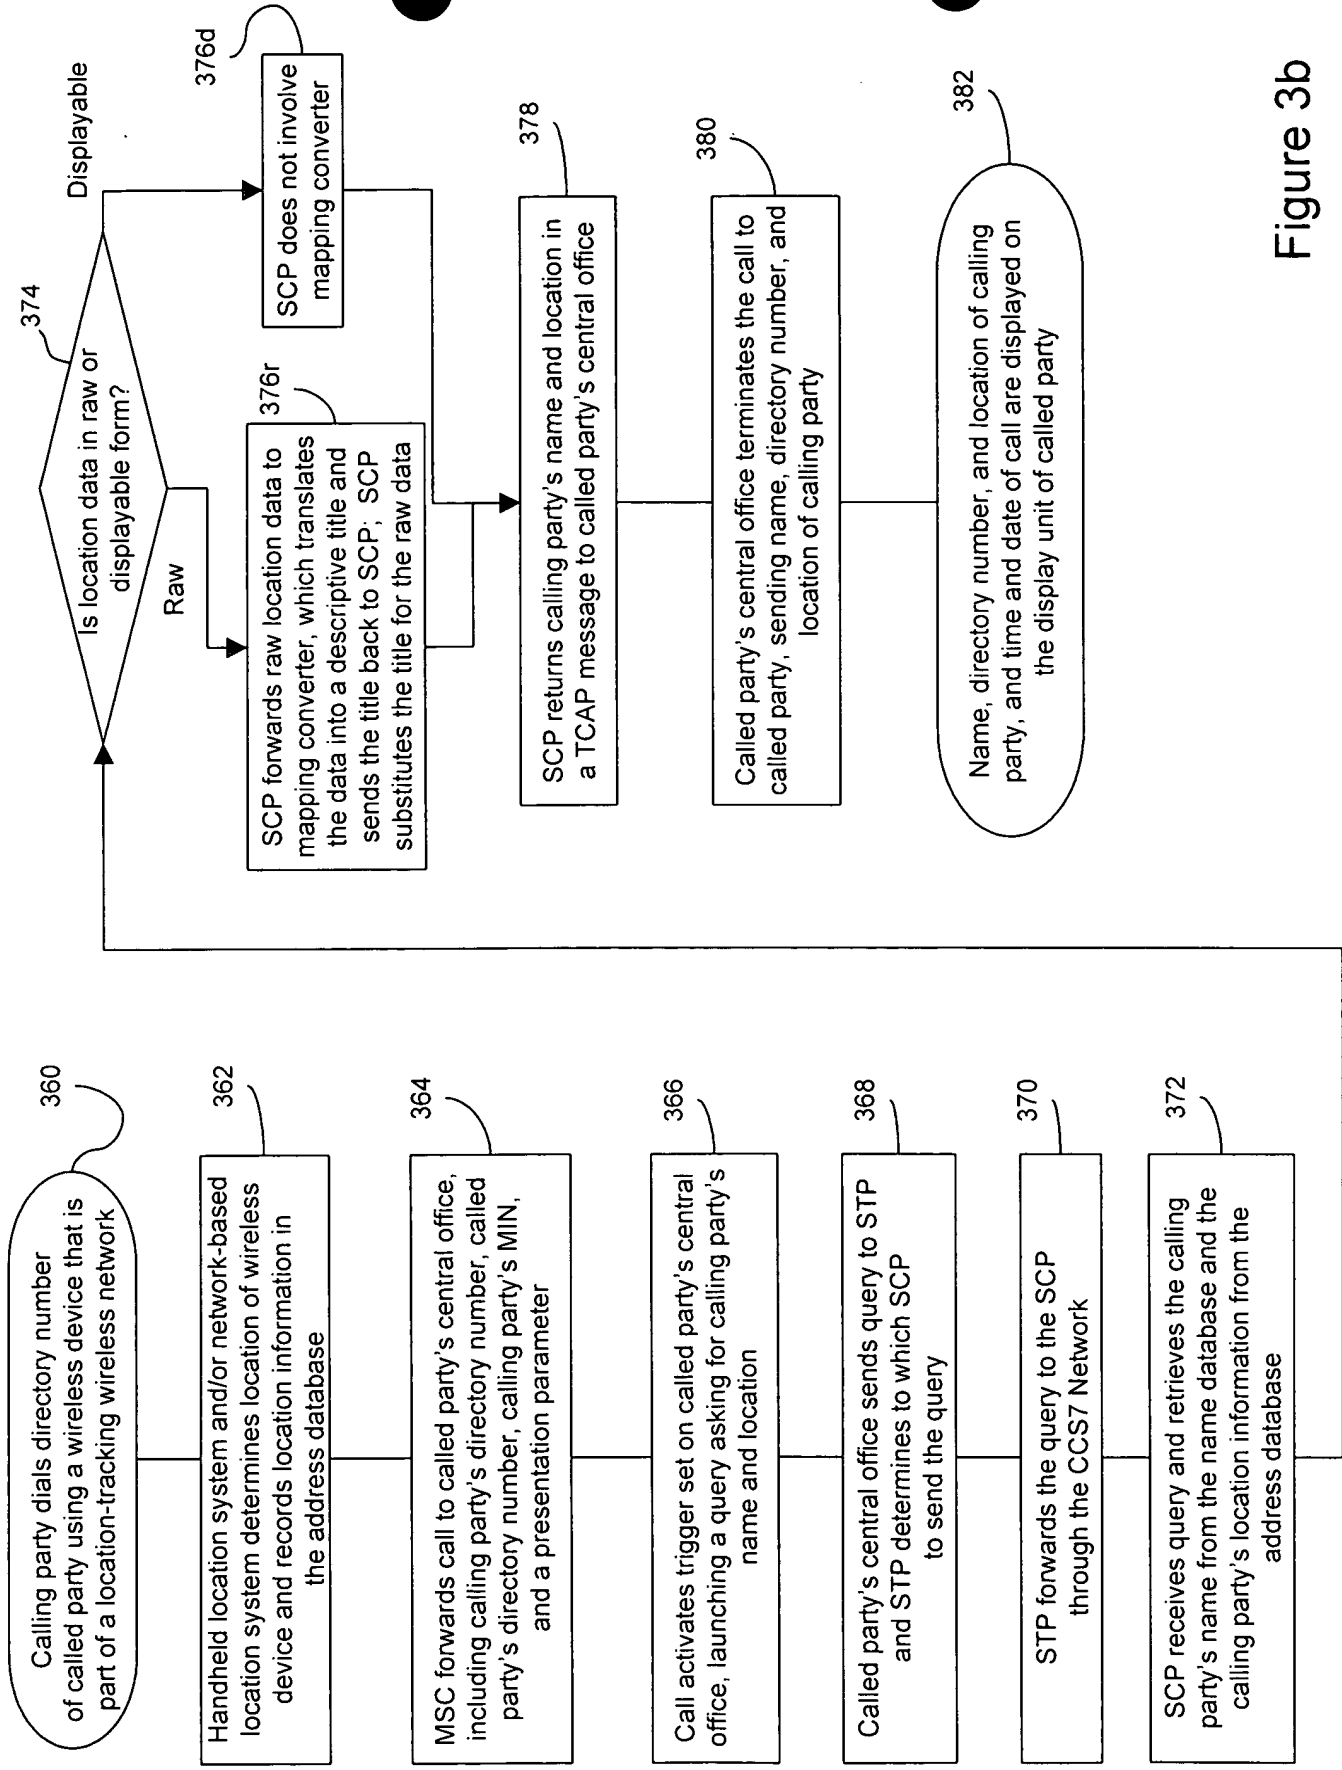 360
Calling party dials directory number
of called party using a wireless device that is
part of a location-tracking wireless network
362
Handheld location system and/or network-based
location system determines location of wireless
device and records location information in
the address database
364
MSC forwards call to called party's central office,
including calling party's directory number, called
party's directory number, calling party's MIN,
and a presentation parameter
366
Call activates trigger set on called party's central
office, launching a query asking for calling party's
name and location
368
Called party's central office sends query to STP
and STP determines to which SCP
to send the query
370
STP forwards the query to the SCP
through the CCS7 Network
372
SCP receives query and retrieves the calling
party's name from the name database and the
calling party's location information from the
address database
374
Is location data in raw or
displayable form?
Raw
Displayable
376r
SCP forwards raw location data to
mapping converter, which translates
the data into a descriptive title and
sends the title back to SCP; SCP
substitutes the title for the raw data
376d
SCP does not involve
mapping converter
378
SCP returns calling party's name and location in
a TCAP message to called party's central office
380
Called party's central office terminates the call to
called party, sending name, directory number, and
location of calling party
382
Name, directory number, and location of calling
party, and time and date of call are displayed on
the display unit of called party
Figure 3b